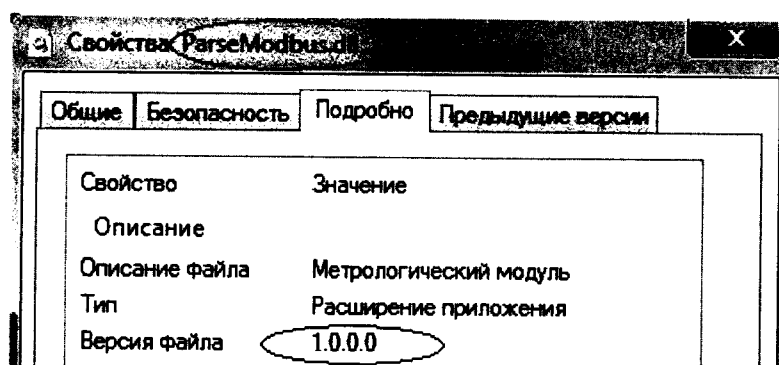 Свойства: ParseModbus.dll
Общие Безопасность Подробно Предыдущие версии
Свойство Значение
Описание
Описание файла Метрологический модуль
Тип Расширение приложения
Версия файла 1.0.0.0